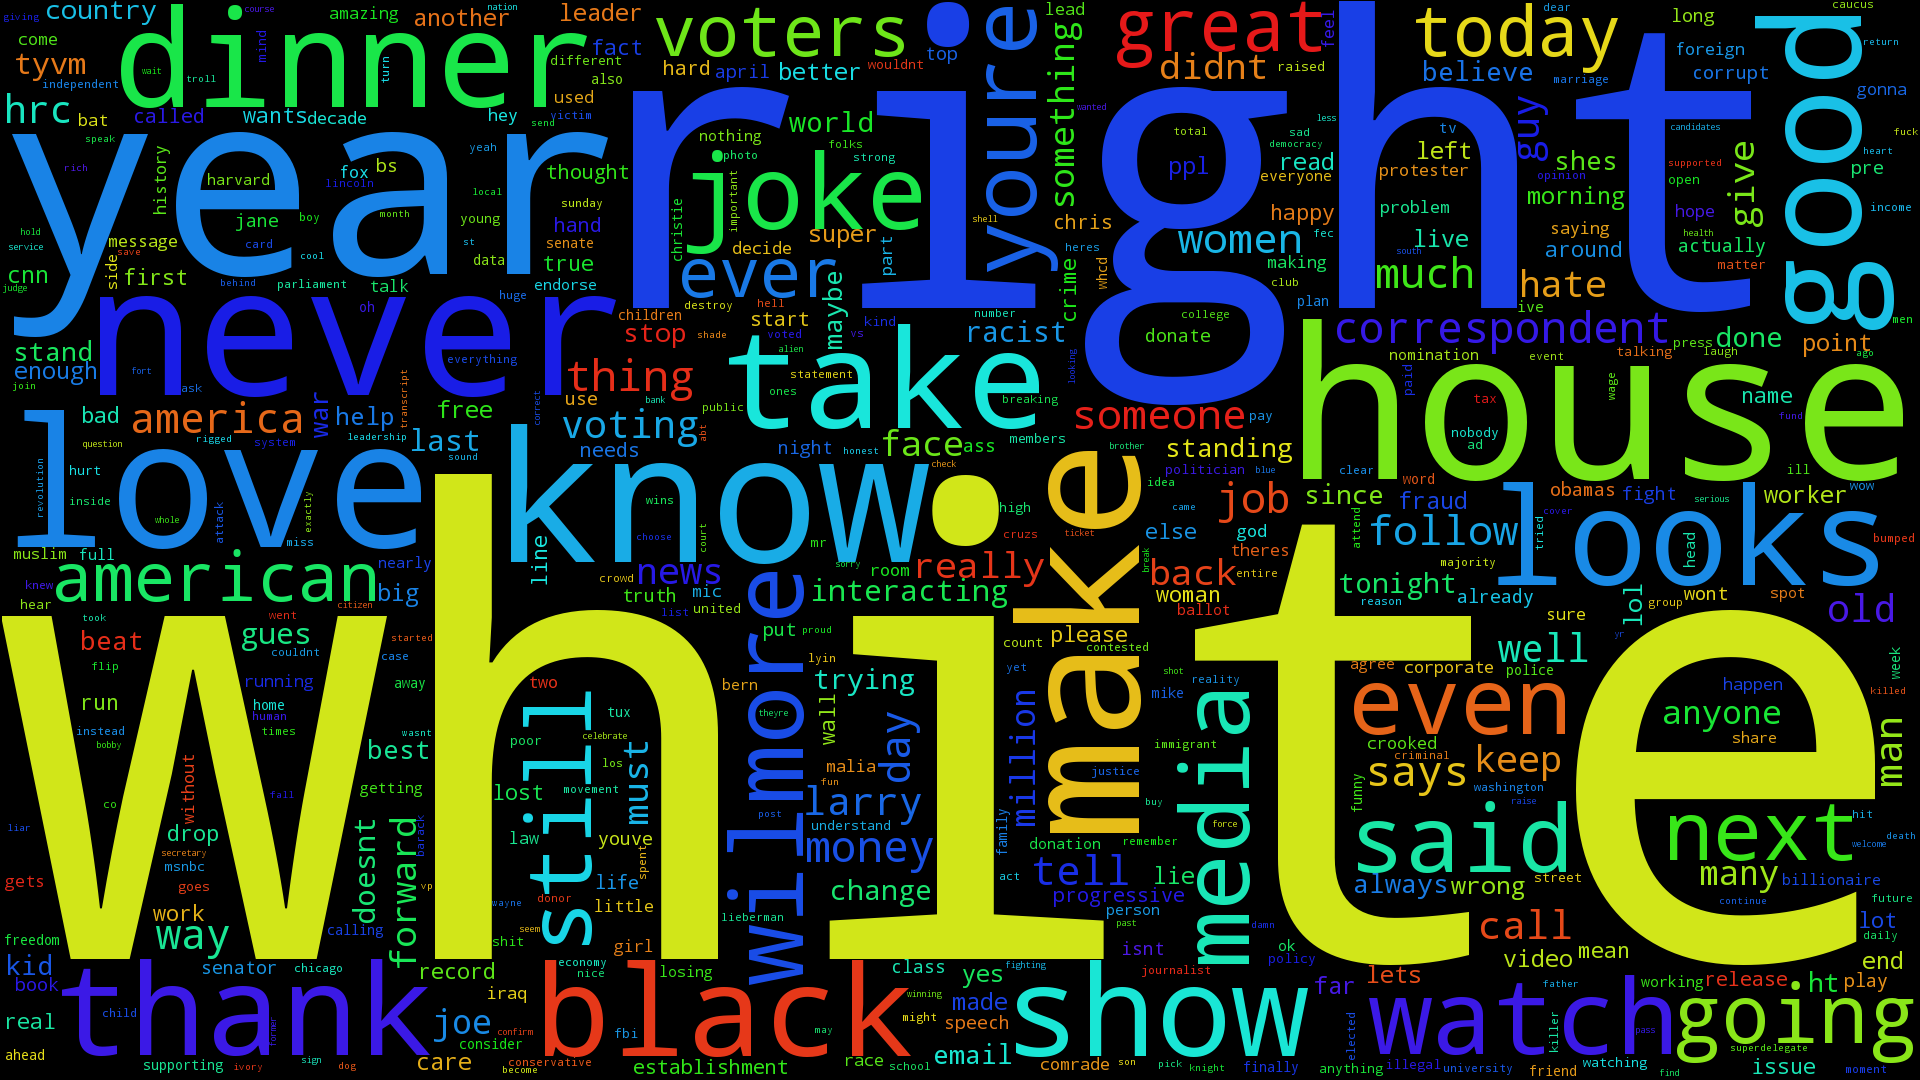 giving
country
course
nation
amazing
another
leader
dinner
come
mind
fact
tyvm
wait
troll
turn
different
also
independent
used
hrc
bat
called
wants
decade
hey
send
victim
voters
top
hard
april
better
wouldnt
youre
something
lead
great
feel
didnt
raised
today
dear
long
caucus
foreign
return
believe
marriage
corrupt
gonna
good
year
right
speak
rich
history
harvard
fox
bs
lincoln
yeah
thought
local
jane
boy
month
young
sunday
hand
hold
service
message
card
cool
st
data
senate
true
cnn
side
save
first
behind
parliament
talk
endorse
judge
nothing
world
folks
photo
strong
joke
important
christie
decide
super
part
shell
chris
heres
whcd
ever
wanted
total
ppl
sad
democracy
less
read
everyone
happy
fec
women
making
club
plan
tv
left
protester
problem
live
much
guy
candidates
fuck
heart
shes
supported
opinion
open
pre
morning
hope
give
income
saying
health
around
actually
hate
matter
ive
men
never
oh
huge
children
stop
shade
destroy
hell
start
voted
maybe
kind
vs
number
racist
crime
college
donate
correspondent
press
done
point
nomination
event
talking
laugh
ago
stand
enough
join
fort
ask
everything
thing
use
bank
take
alien
statement
ones
public
breaking
looking
house
paid
tax
wage
name
fund
nobody
ad
america
bad
question
rigged
system
war
help
transcript
leadership
free
last
sound
correct
voting
abt
needs
night
honest
face
ass
check
members
someone
pay
brother
standing
love
revolution
hurt
inside
whole
attack
exactly
miss
know
wins
choose
court
high
mr
cruzs
make
idea
politician
blue
came
job
clear
word
since
fraud
obamas
fight
serious
ill
worker
wow
else
god
ticket
theres
attend
follow
cover
tried
looks
head
bumped
muslim
full
nearly
american
knew
hear
citizen
big
line
crowd
news
truth
mic
list
united
sorry
room
really
interacting
break
back
entire
woman
ballot
tonight
majority
reason
already
lol
group
wont
spot
sure
old
yr
white
took
went
beat
gues
started
couldnt
case
flip
running
away
run
home
human
times
instead
bobby
wasnt
best
two
tux
poor
celebrate
los
still
must
put
proud
lyin
bern
trying
theyre
wilmore
wall
day
malia
fun
count
please
contested
yet
shot
mike
reality
million
immigrant
justice
buy
media
agree
corporate
well
police
even
crooked
criminal
says
keep
washington
raise
funny
happen
anyone
share
week
killed
man
without
getting
co
fall
liar
drop
secretary
msnbc
gets
goes
doesnt
forward
barack
vp
lost
movement
law
youve
spent
life
little
donor
wayne
larry
post
understand
money
change
lieberman
family
donation
force
remember
act
tell
lie
progressive
person
past
isnt
damn
said
always
wrong
street
next
hit
death
welcome
many
billionaire
continue
future
work
way
calling
freedom
shit
seem
girl
ok
policy
call
video
mean
lot
daily
end
kid
book
senator
chicago
thank
record
iraq
economy
nice
black
losing
class
winning
yes
fighting
made
might
speech
show
journalist
far
lets
watch
father
working
release
ht
play
going
real
child
former
joe
consider
confirm
fbi
may
elected
killer
pass
ahead
supporting
ivory
sign
dog
care
conservative
become
establishment
race
school
email
comrade
son
pick
knight
finally
anything
illegal
university
friend
watching
find
superdelegate
issue
moment